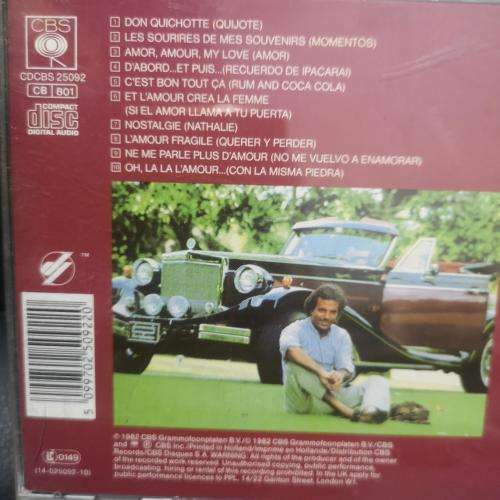 CBS
CDCBS 25092
CB 801
COMPACT
disc
DIGITAL AUDIO
1 DON QUICHOTTE (QUIJOTE)
2 LES SOURIRES DE MES SOUVENIRS (MOMENTOS)
3 AMOR, AMOUR, MY LOVE (AMOR)
4 D'ABORD...ET PUIS....(RECUERDO DE IPACARAI)
5 C'EST BON TOUT ÇA (RUM AND COCA COLA)
6 ET L'AMOUR CREA LA FEMME
(SI EL AMOR LLAMA A TU PUERTA)
7 NOSTALGIE (NATHALIE)
8 L'AMOUR FRAGILE (QUERER Y PERDER)
9 NE ME PARLE PLUS D'AMOUR (NO ME VUELVO A ENAMORAR)
10 OH, LA LA L'AMOUR...(CON LA MISMA PIEDRA)
TM
5 099702 509220
0149
(14-025092-10)
℗ 1982 CBS Grammofoonplaten B.V./© 1982 CBS Grammofoonplaten B.V./CBS
and ℗ CBS Inc./Printed in Holland/Imprimé en Hollande/Distribution CBS
Records/CBS Disques S.A. WARNING. All rights of the producer and of the owner
of the recorded work reserved. Unauthorised copying, public performance,
broadcasting, hiring or rental of this recording prohibited. In the UK apply for
public performance licences to PPL, 14/22 Ganton Street, London W1.